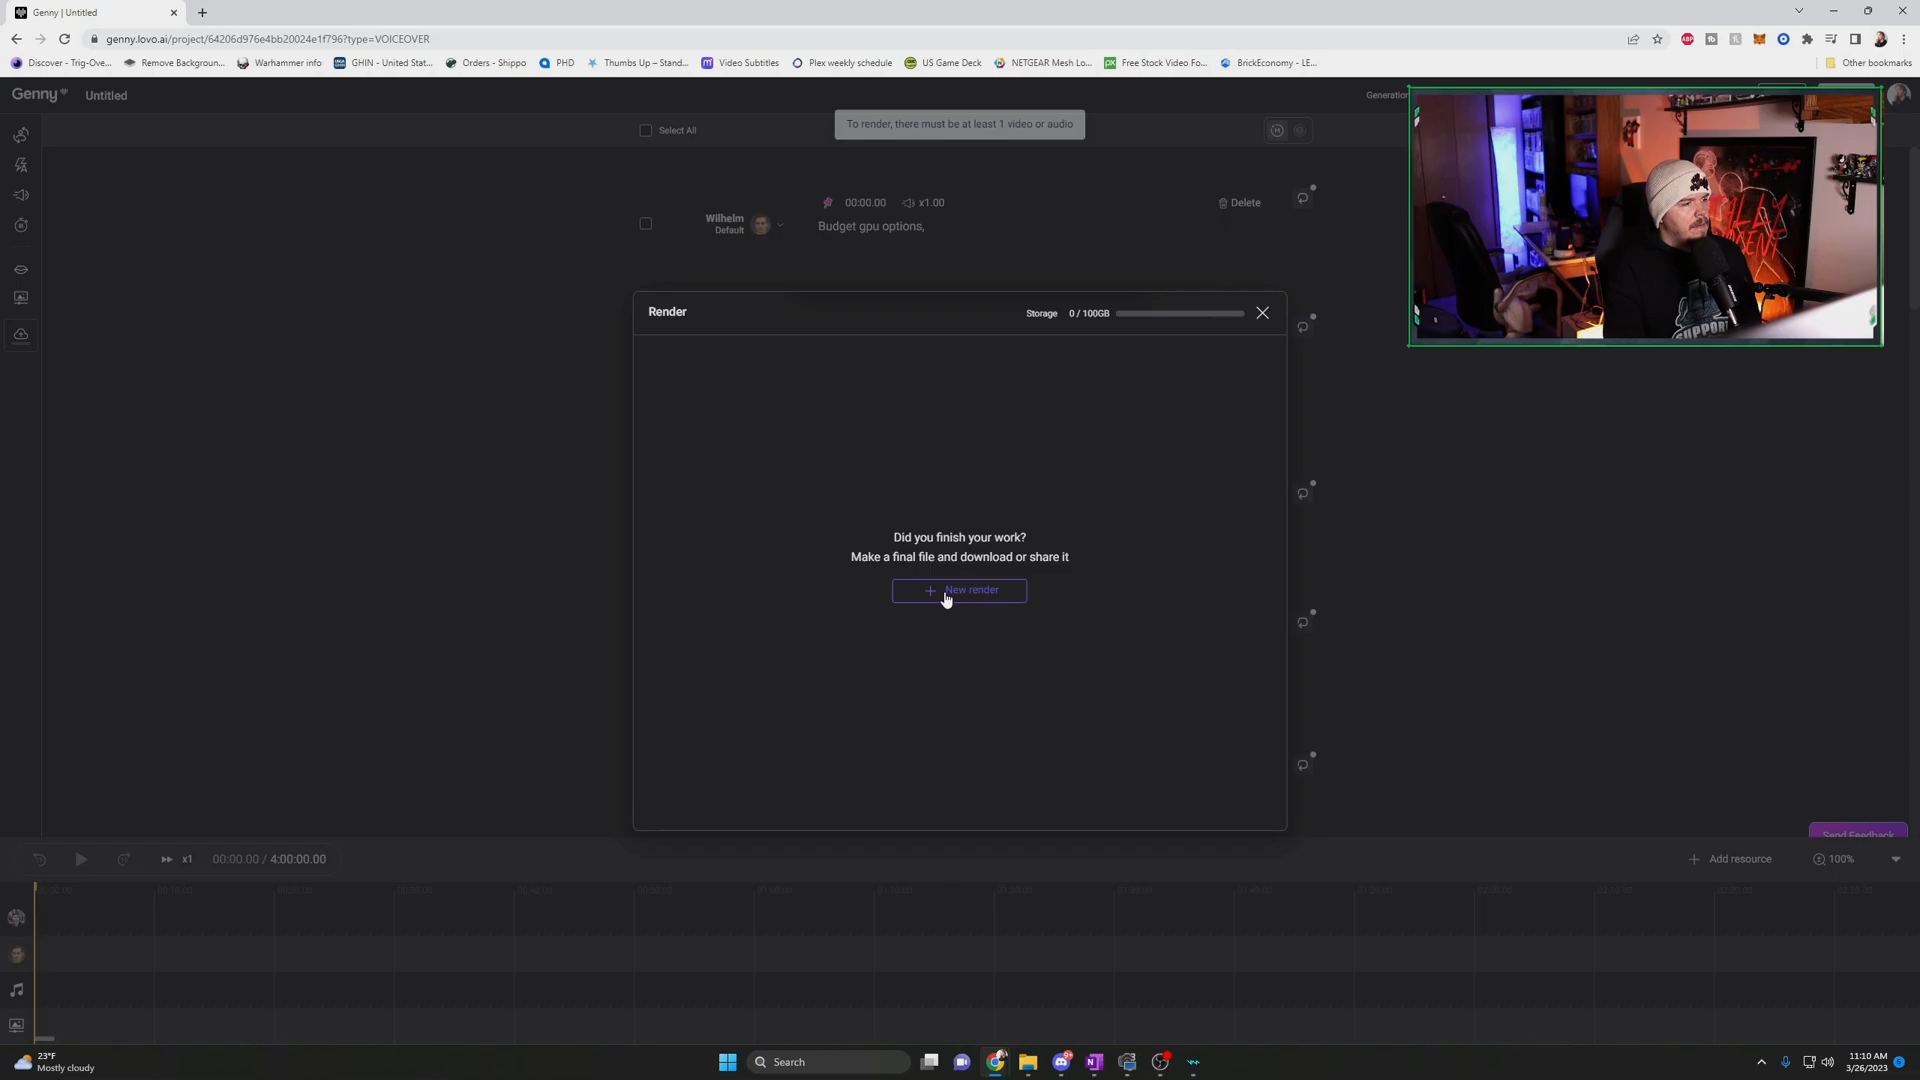 Genny | Untitled
genny.lovo.ai/project/64206d976e4bb20024e1f796?type=VOICEOVER
Discover - Trig-Ove... Remove Backgroun... Warhammer info GHIN - United Stat... Orders - Shippo PHD Thumbs Up – Stand... Video Subtitles Plex weekly schedule US Game Deck NETGEAR Mesh Lo... Free Stock Video Fo... BrickEconomy - LE... Other bookmarks
Genny Untitled Generation
Select All
To render, there must be at least 1 video or audio
Wilhelm
Default
00:00.00 x1.00 Delete
Budget gpu options,
Render Storage 0 / 100GB
Did you finish your work?
Make a final file and download or share it
New render
SUPPORT
Send Feedback
x1 00:00.00 / 4:00:00.00 Add resource 100%
23°F
Mostly cloudy
Search
11:10 AM
3/26/2023